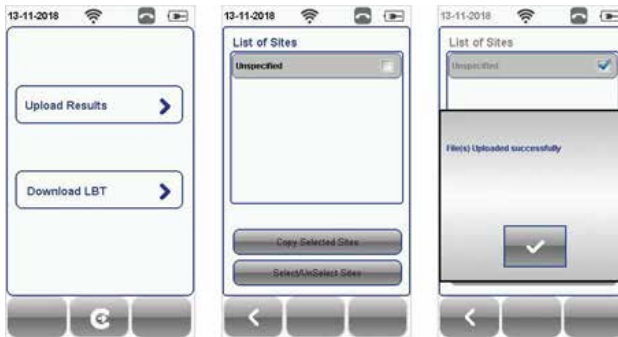 13-11-2018
Upload Results
Download LBT
13-11-2018
List of Sites
Unspecified
Copy Selected Sites
Select/UnSelect Sites
13-11-2018
List of Sites
Unspecified
File(s) Uploaded successfully